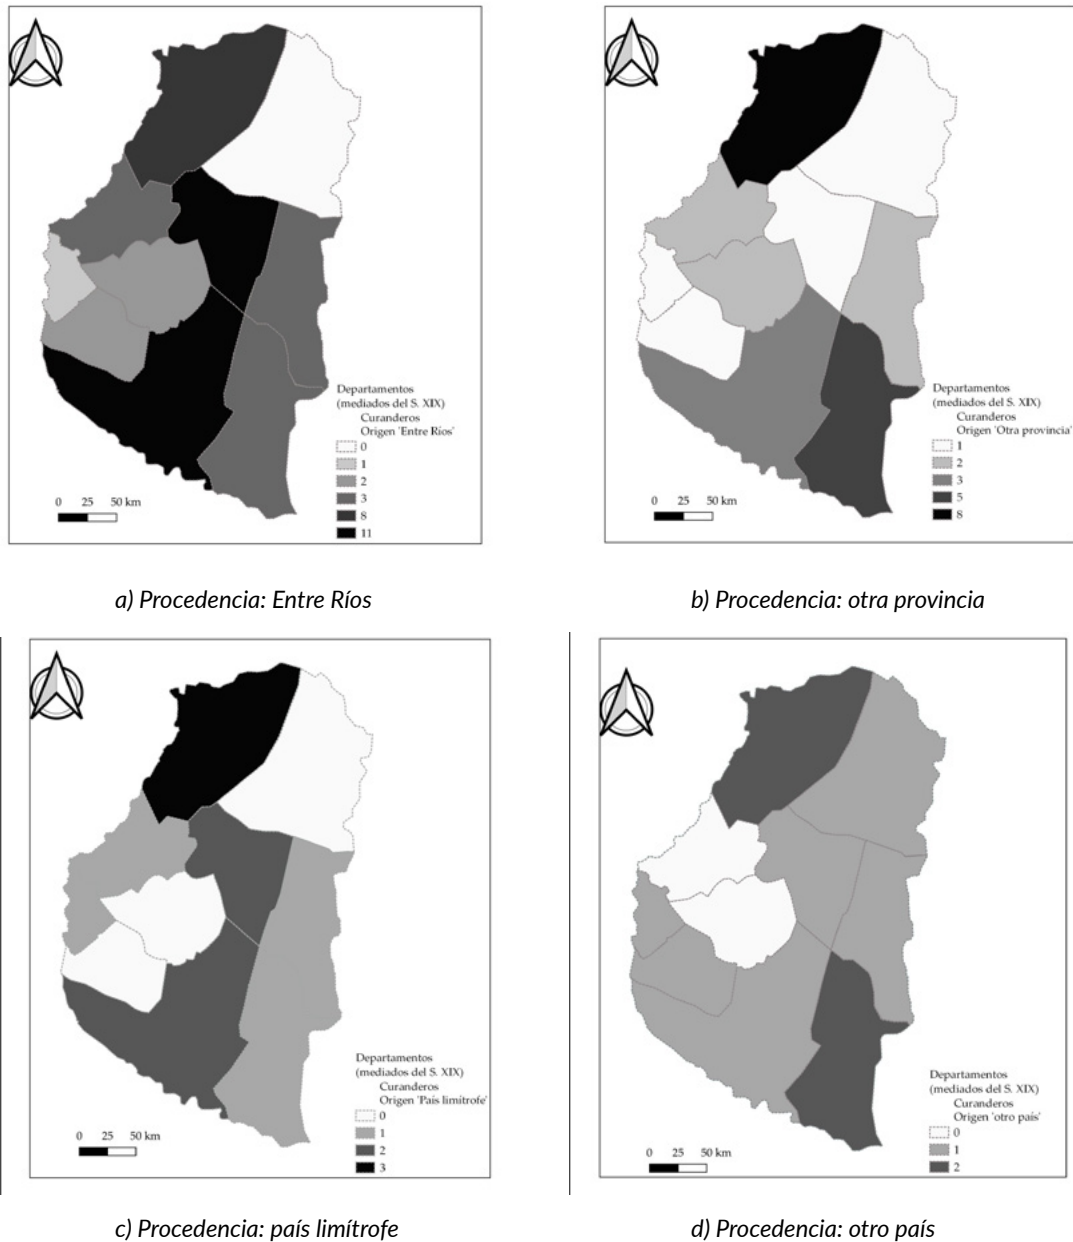 Departamentos
(mediados del S. XIX)
Curanderos
Origen 'Entre Ríos'
0
1
2
3
8
11
0 25 50 km
a) Procedencia: Entre Ríos
Departamentos
(mediados del S. XIX)
Curanderos
Origen 'Otra provincia'
1
2
3
5
8
0 25 50 km
b) Procedencia: otra provincia
Departamentos
(mediados del S. XIX)
Curanderos
Origen 'País limítrofe'
0
1
2
3
0 25 50 km
c) Procedencia: país limítrofe
Departamentos
(mediados del S. XIX)
Curanderos
Origen 'otro país'
0
1
2
0 25 50 km
d) Procedencia: otro país